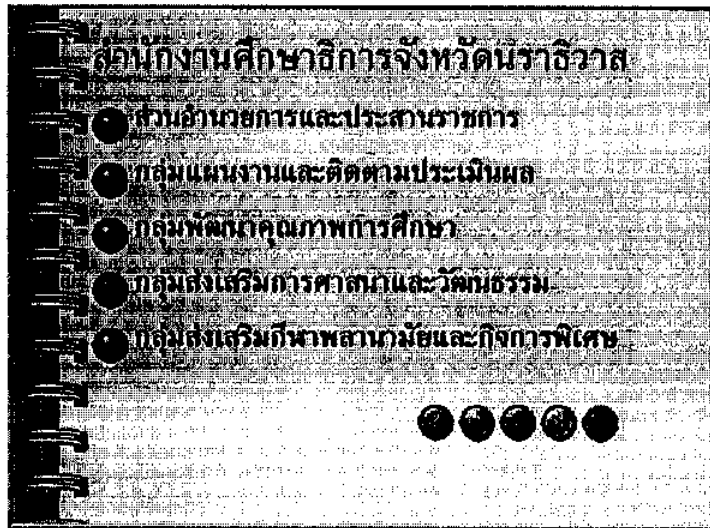 สำนักงานศึกษาธิการจังหวัดนราธิวาส
ส่วนอำนวยการและประสานราชการ
กลุ่มแผนงานและติดตามประเมินผล
กลุ่มพัฒนาคุณภาพการศึกษา
กลุ่มส่งเสริมการศาสนาและวัฒนธรรม
กลุ่มส่งเสริมกีฬาพลานามัยและกิจการพิเศษ